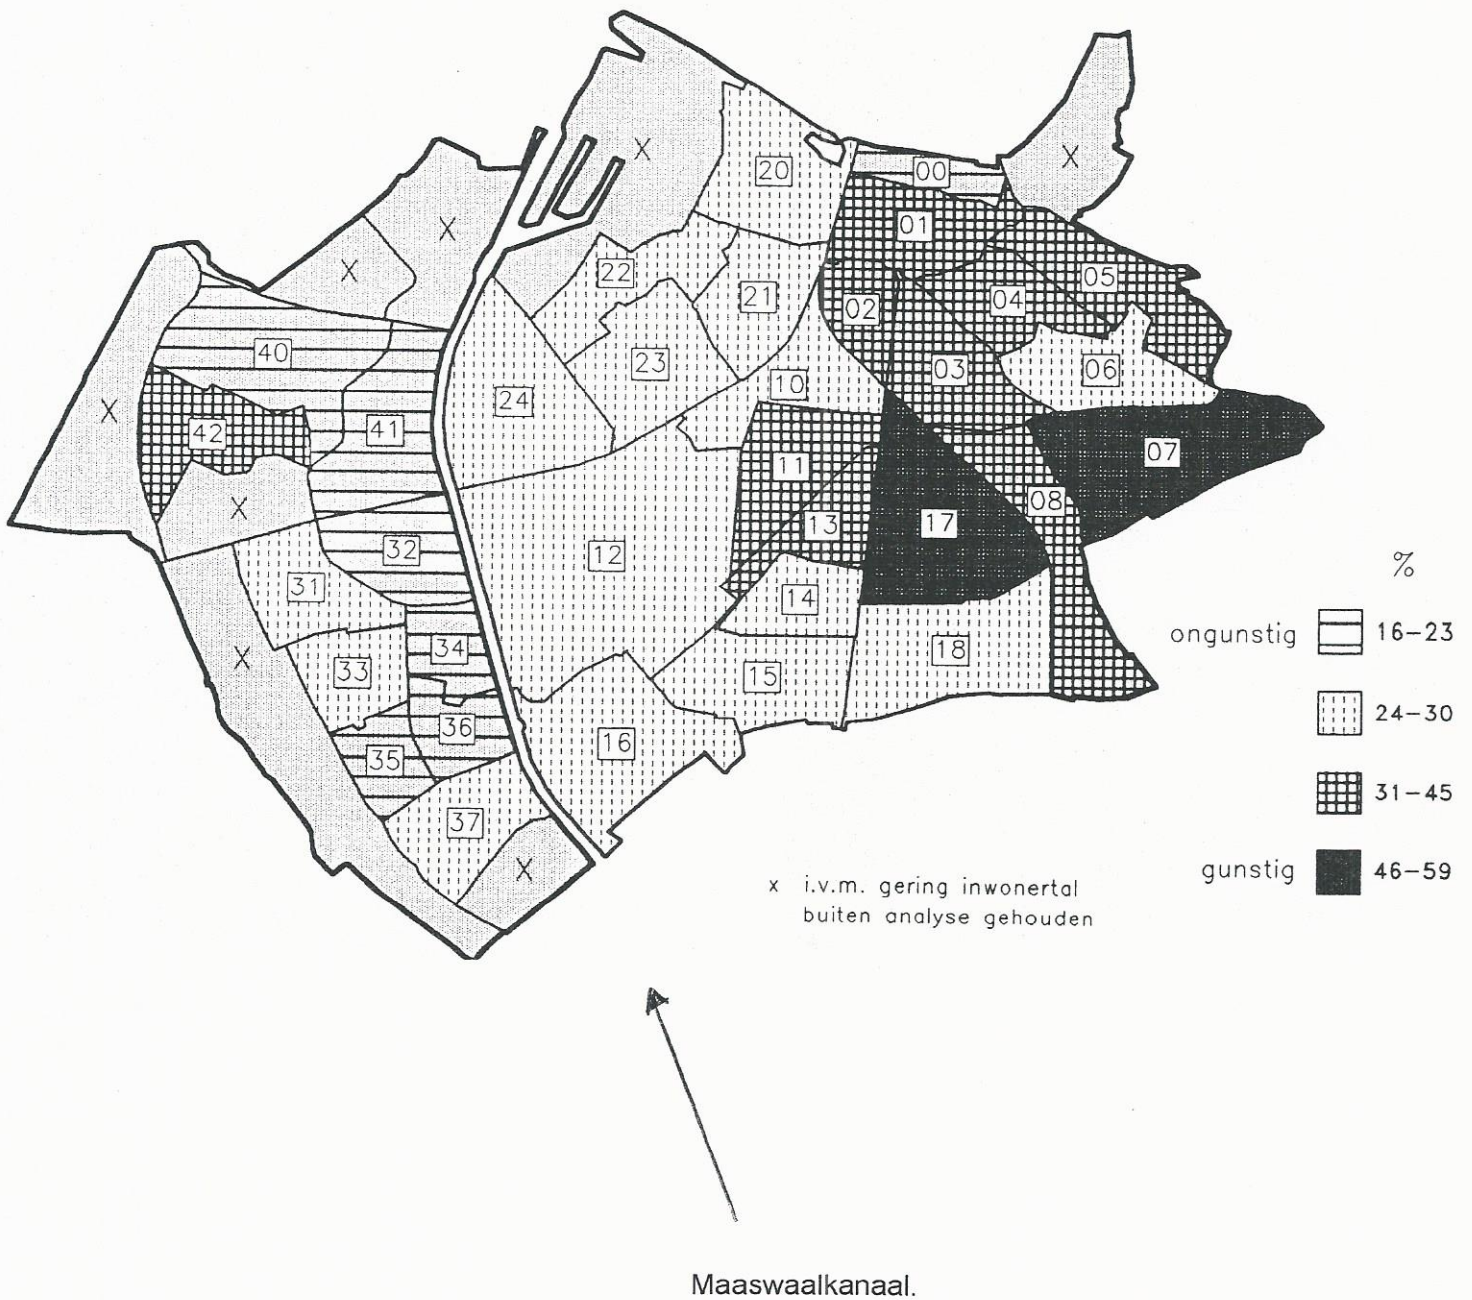 X
X
20
00
X
01
X
22
05
21
02
04
40
X
23
03
06
10
24
X
42
41
07
11
08
X
13
17
32
12
31
14
34
18
X
33
15
36
16
35
37
X
%
ongunstig 16-23
24-30
31-45
gunstig 46-59
x i.v.m. gering inwonertal
buiten analyse gehouden
Maaswaalkanaal.